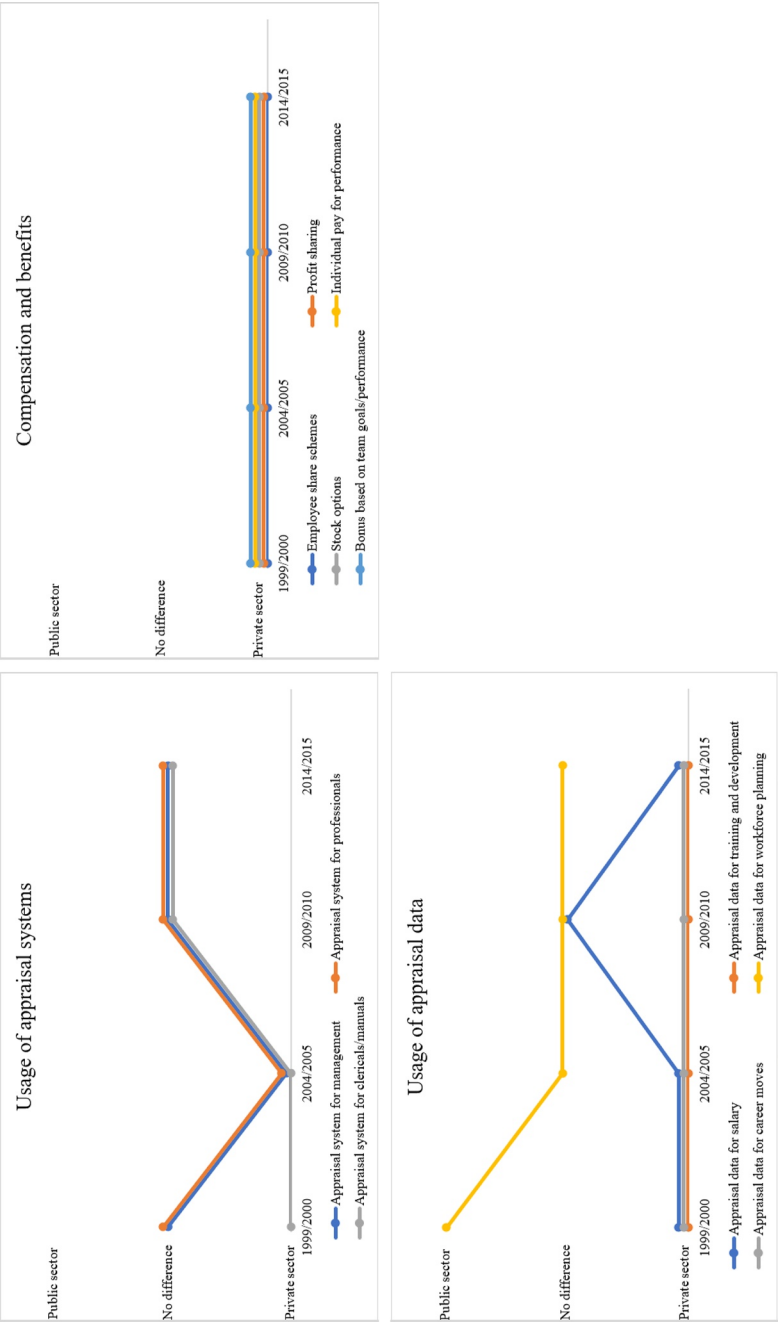 Usage of appraisal systems
Public sector
No difference
Private sector
1999/2000 2004/2005 2009/2010 2014/2015
Appraisal system for management Appraisal system for professionals
Appraisal system for clericals/manuals
Compensation and benefits
Public sector
No difference
Private sector
1999/2000 2004/2005 2009/2010 2014/2015
Employee share schemes Profit sharing
Stock options Individual pay for performance
Bonus based on team goals/performance
Usage of appraisal data
Public sector
No difference
Private sector
1999/2000 2004/2005 2009/2010 2014/2015
Appraisal data for salary Appraisal data for training and development
Appraisal data for career moves Appraisal data for workforce planning